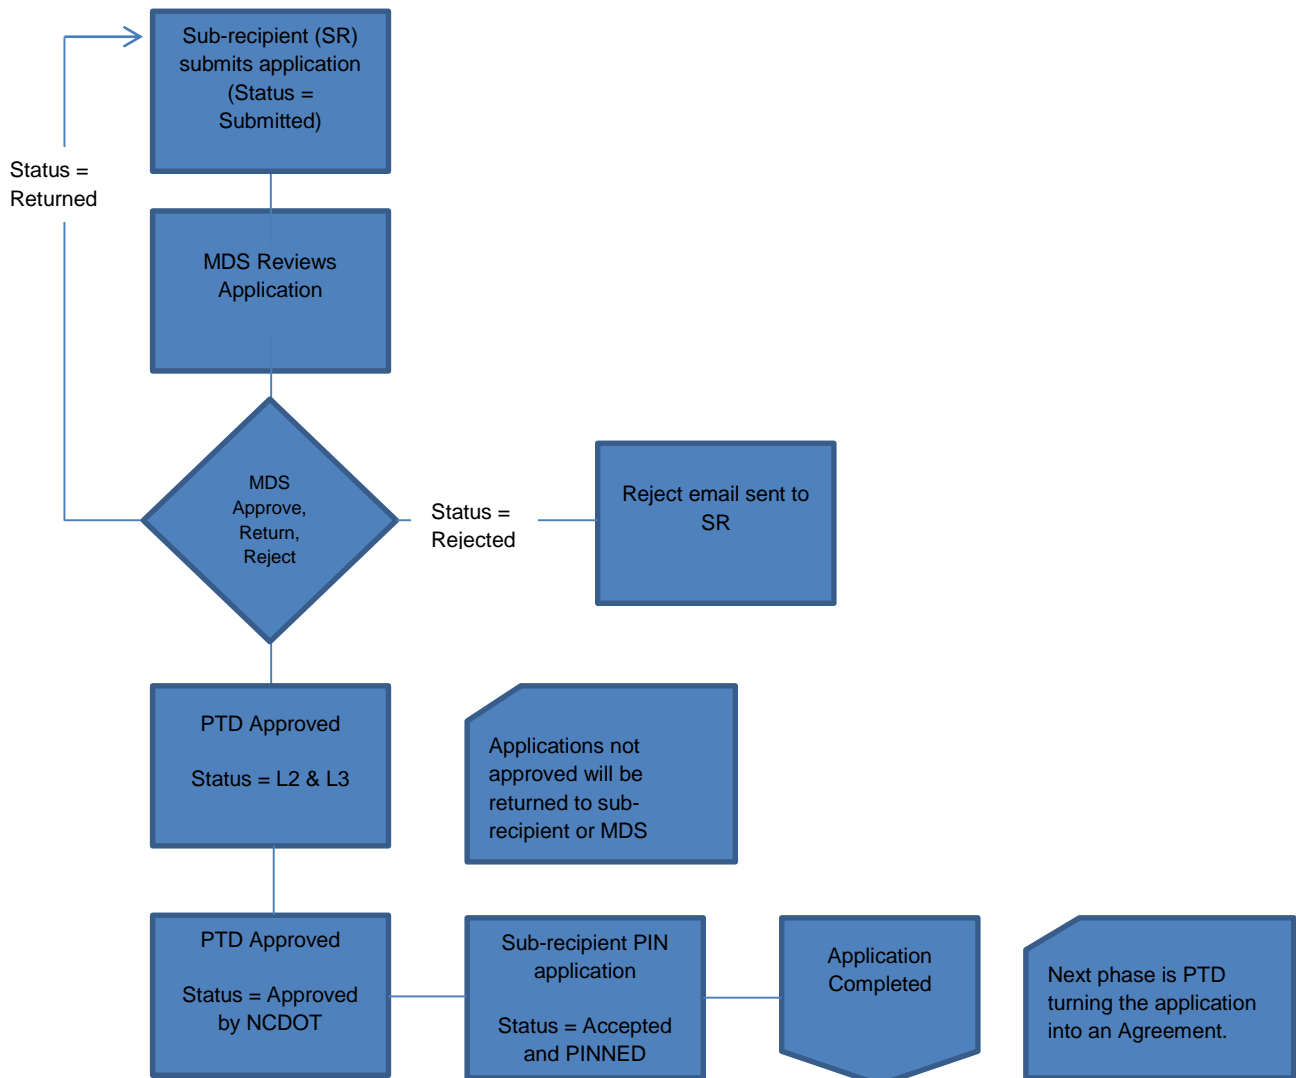 Sub-recipient (SR)
submits application
(Status =
Submitted)
Status =
Returned
MDS Reviews
Application
MDS
Approve,
Return,
Reject
Status =
Rejected
Reject email sent to
SR
PTD Approved
Status = L2 & L3
Applications not
approved will be
returned to sub-
recipient or MDS
PTD Approved
Status = Approved
by NCDOT
Sub-recipient PIN
application
Status = Accepted
and PINNED
Application
Completed
Next phase is PTD
turning the application
into an Agreement.